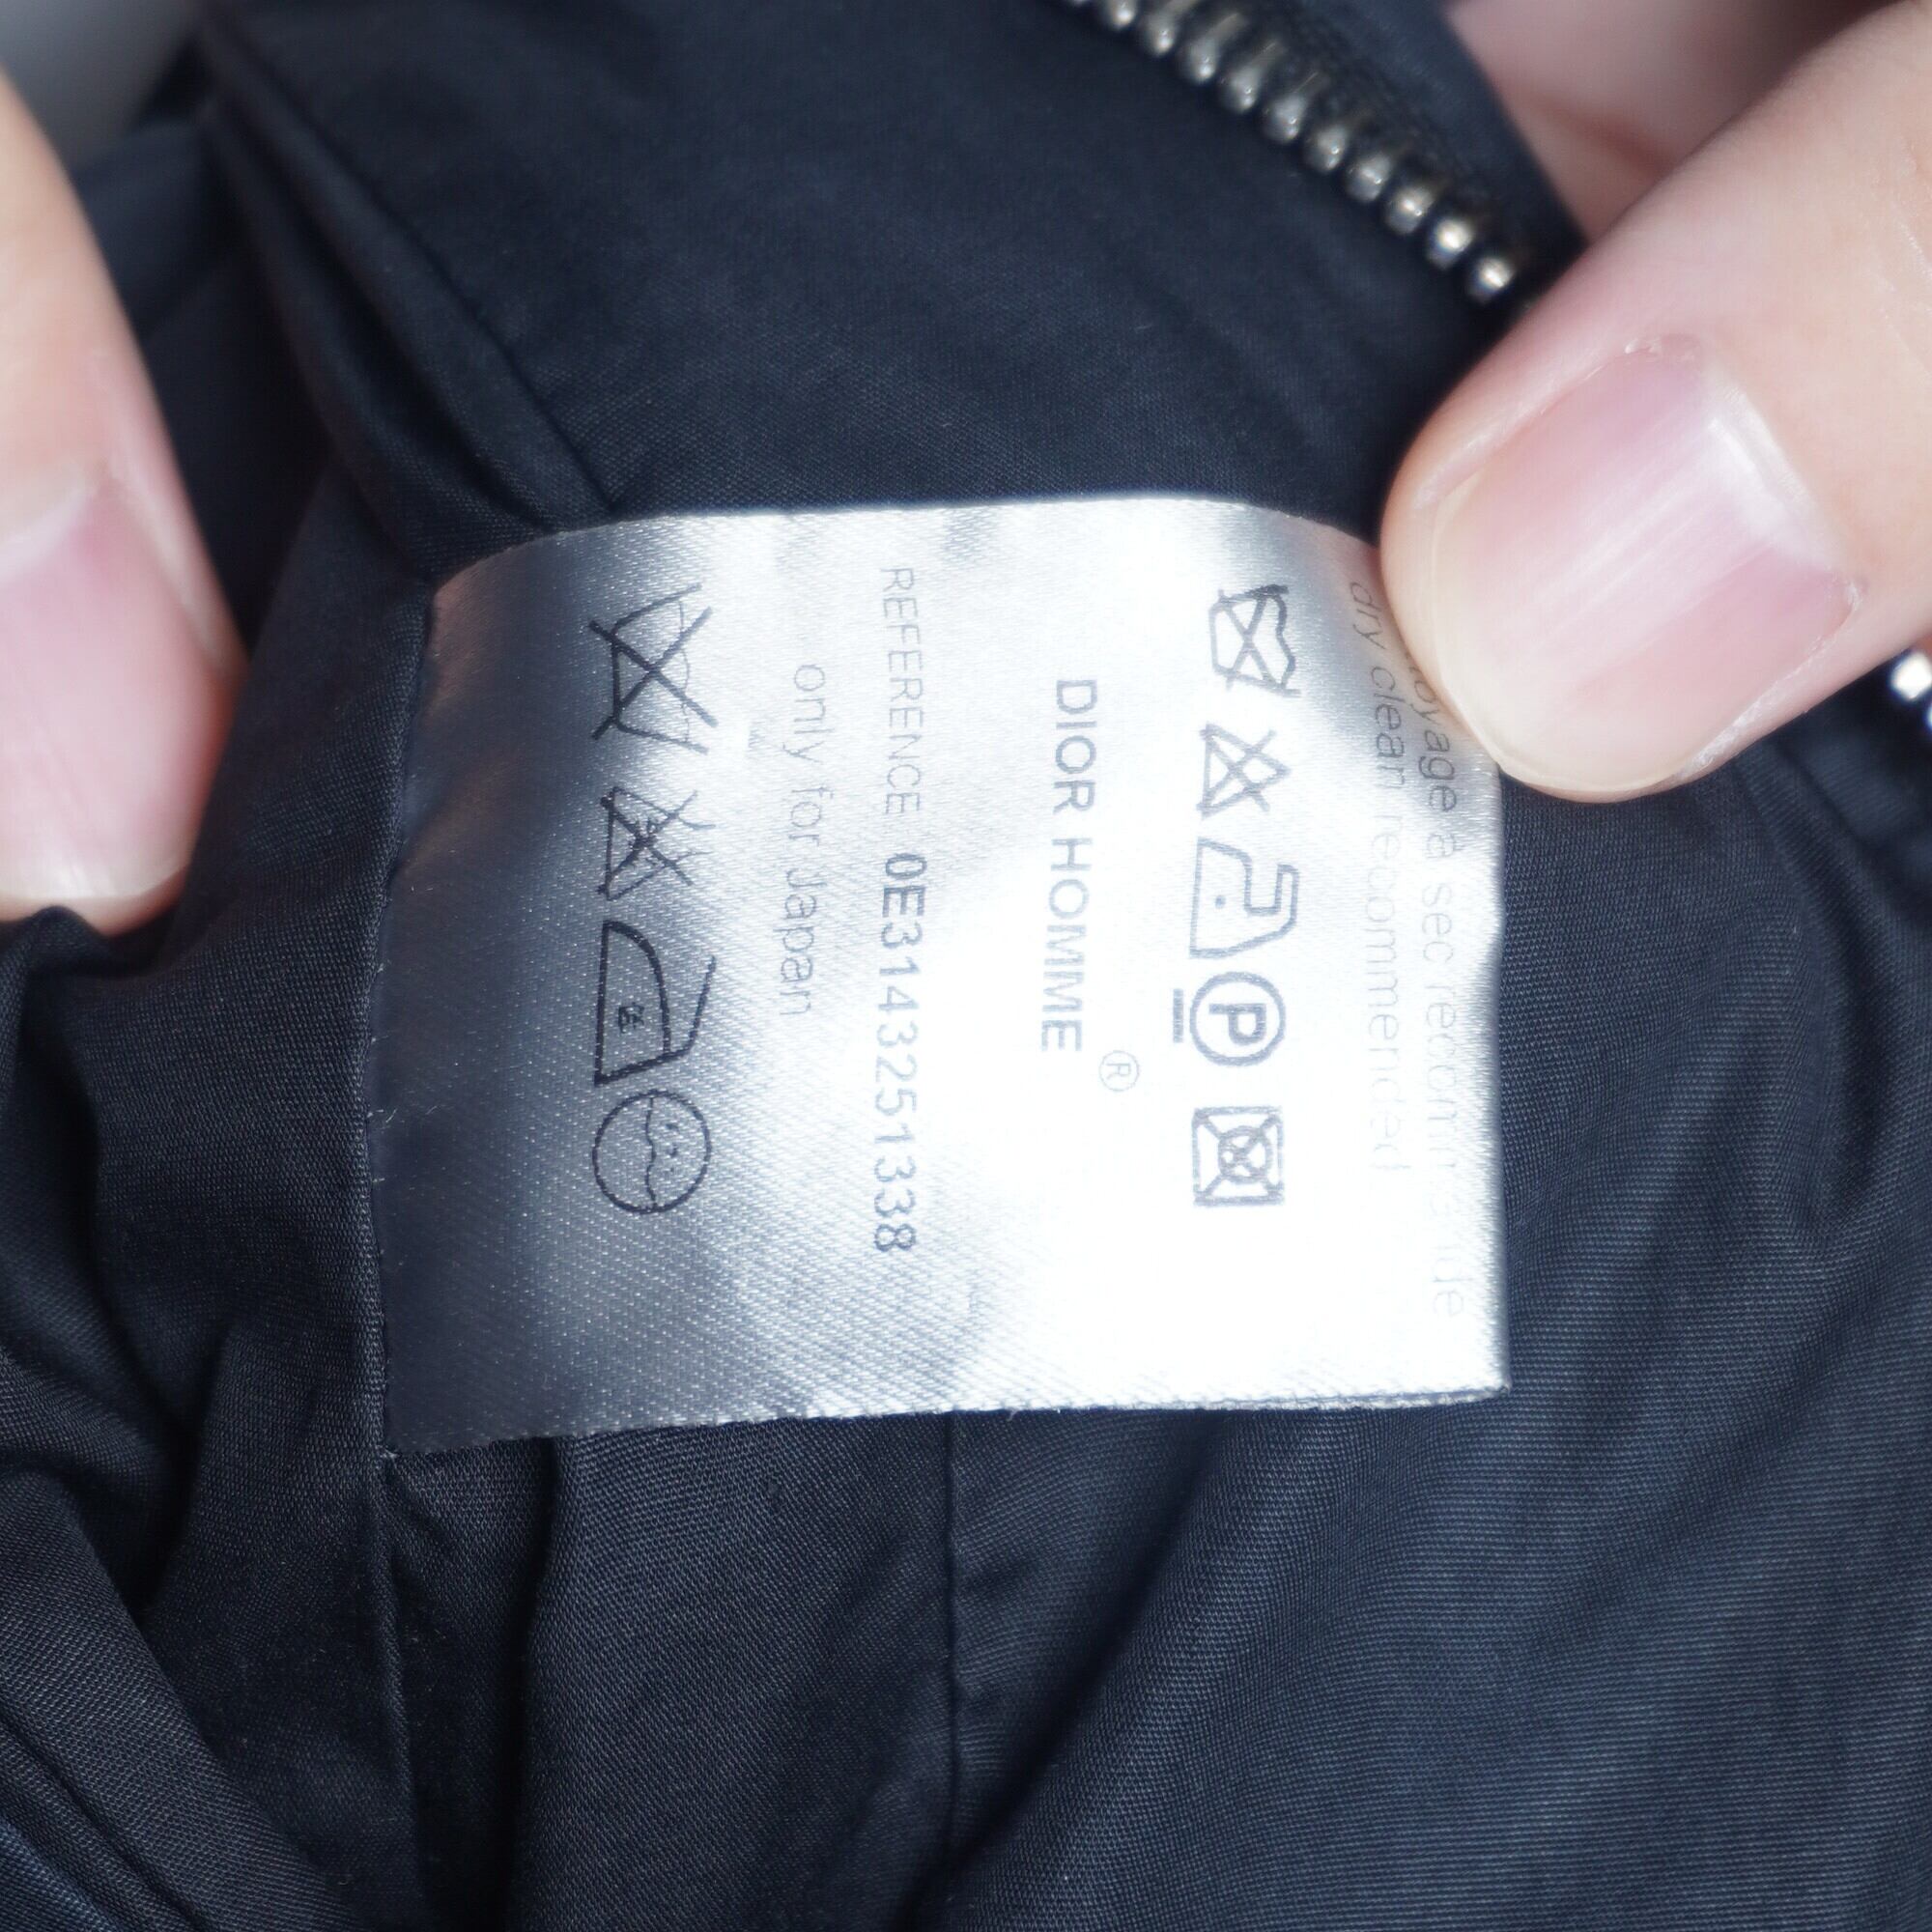 nettoyage à sec recommandé
dry clean recommended
P
®
DIOR HOMME
REFERENCE 0E3143251338
only for Japan